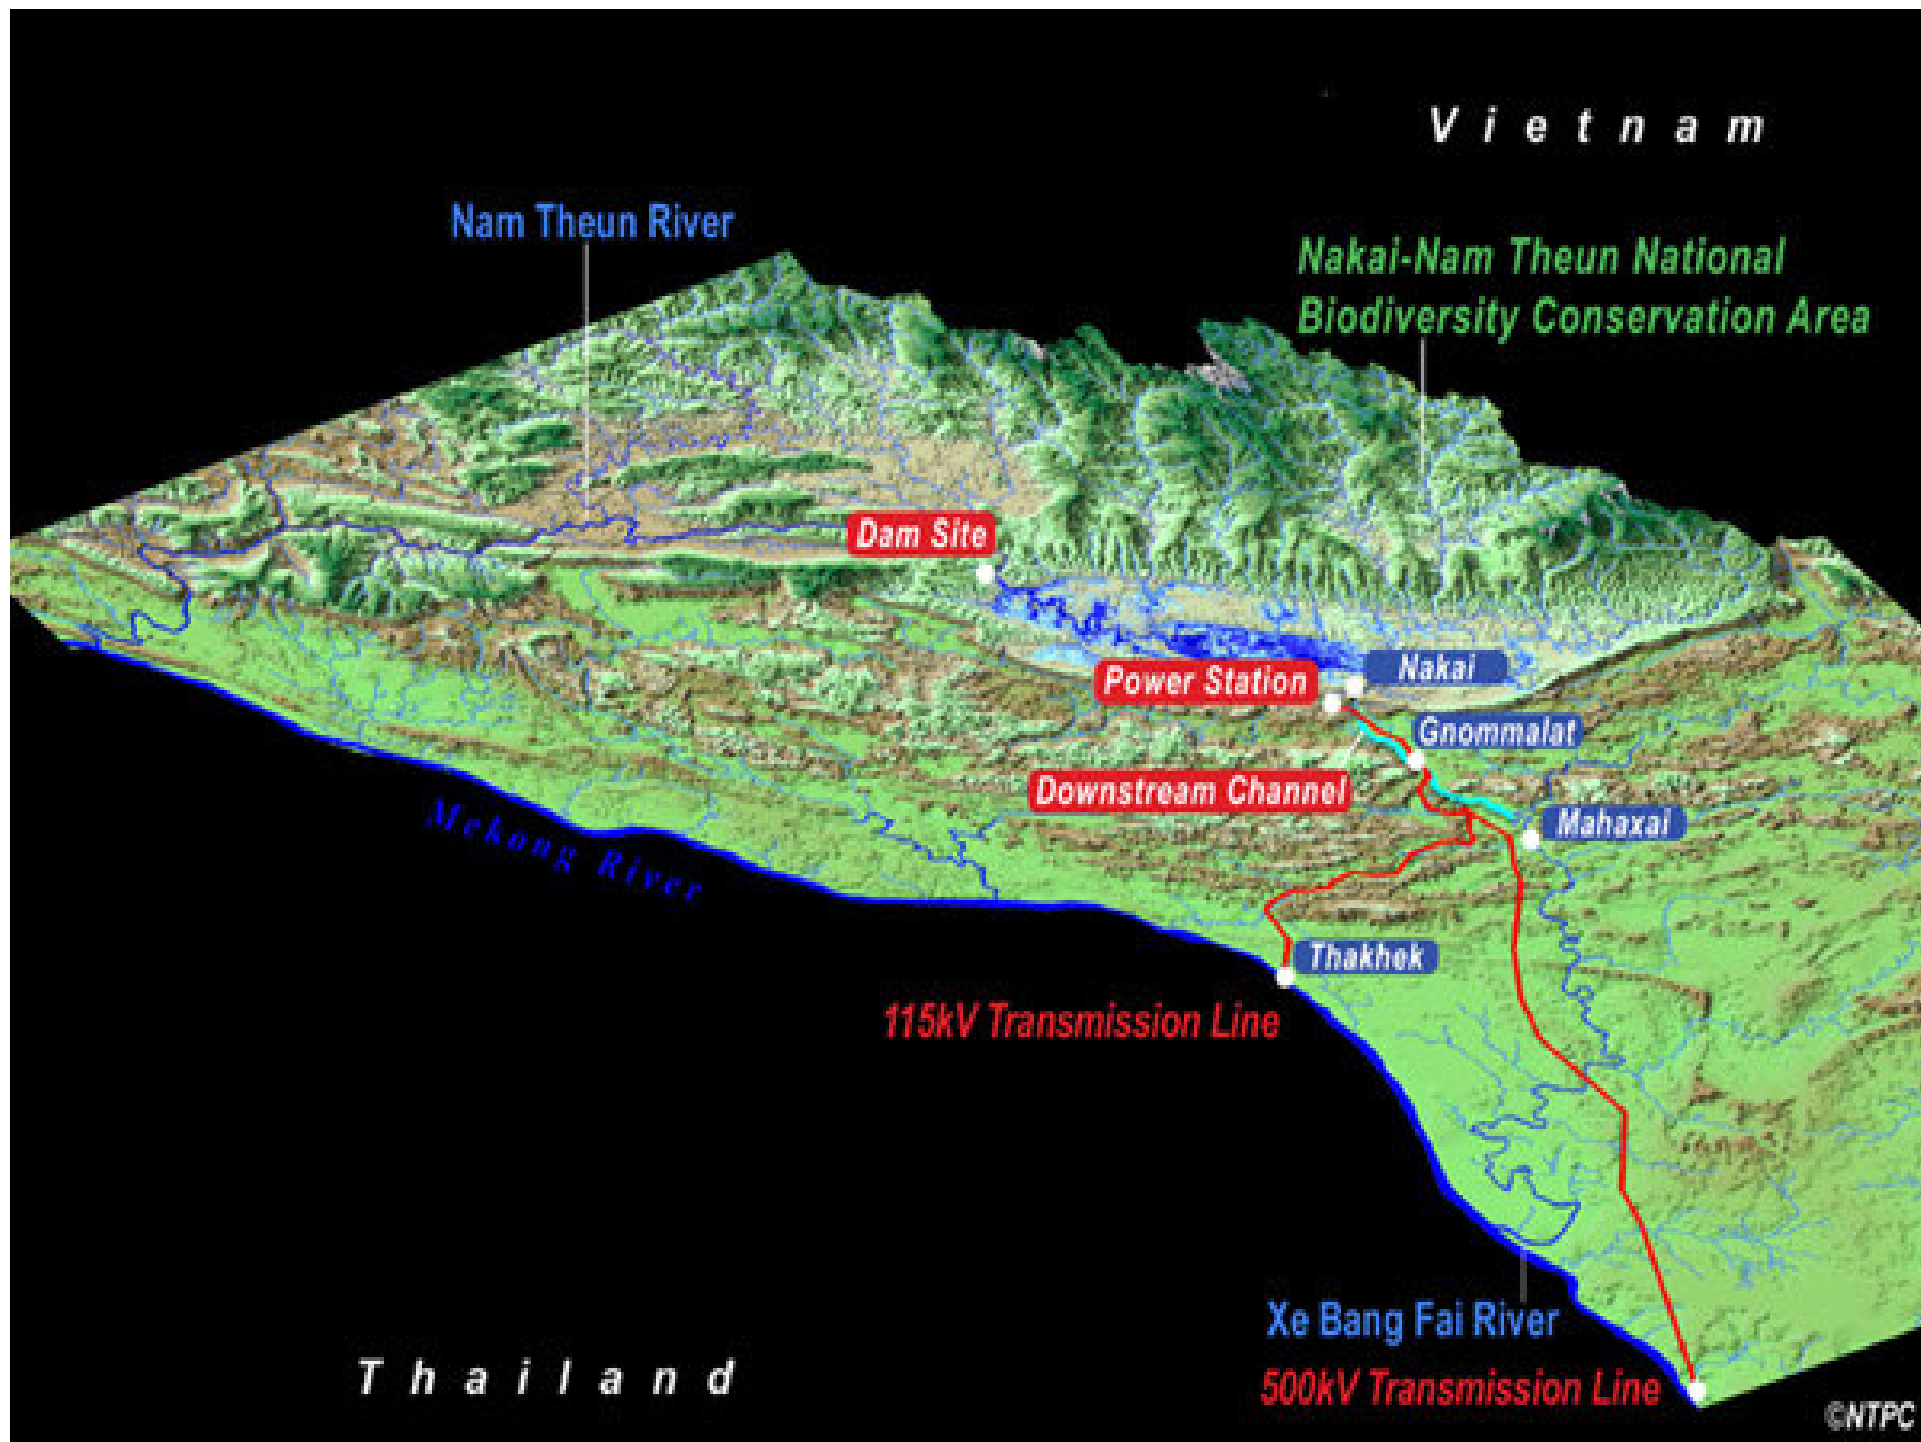 Vietnam
Nam Theun River
Nakai-Nam Theun National
Biodiversity Conservation Area
Dam Site
Power Station
Nakai
Gnommalat
Downstream Channel
Mahaxai
Mekong River
Thakhek
115kV Transmission Line
Xe Bang Fai River
Thailand
500kV Transmission Line
©NTPC